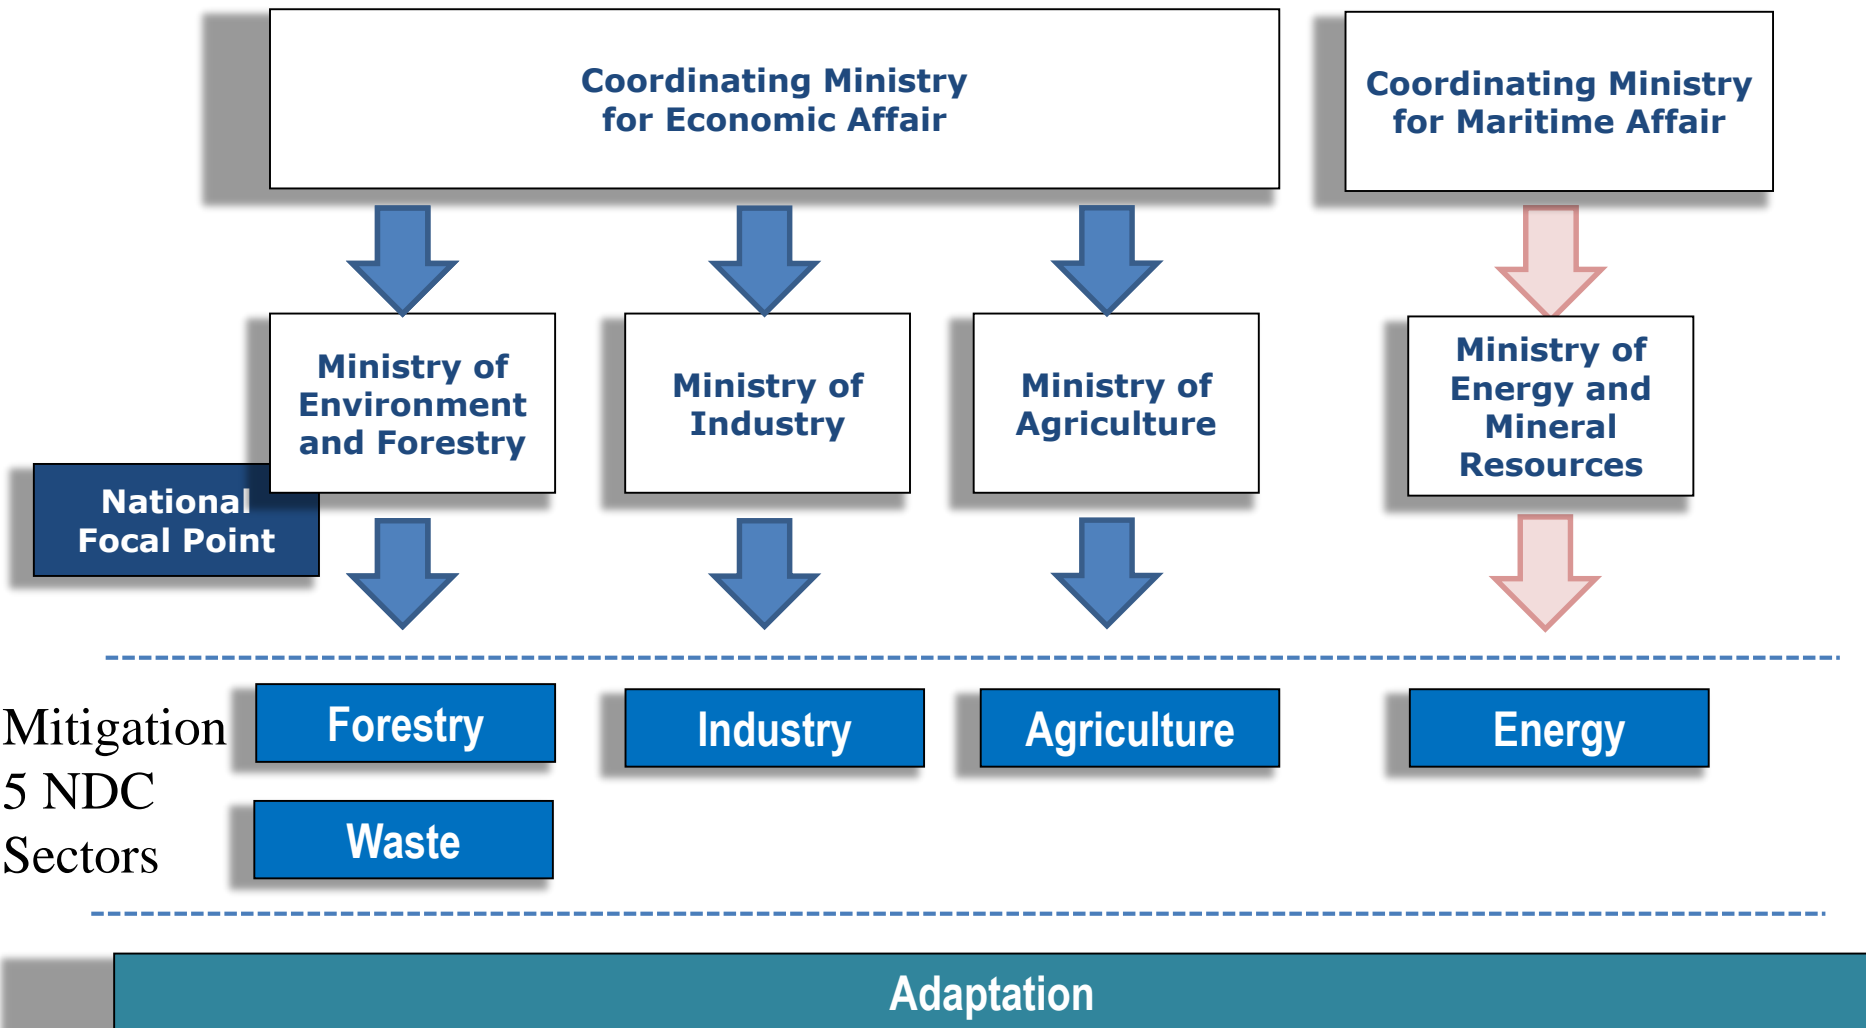 Coordinating Ministry
for Economic Affair
Coordinating Ministry
for Maritime Affair
Ministry of
Environment
and Forestry
Ministry of
Industry
Ministry of
Agriculture
Ministry of
Energy and
Mineral
Resources
National
Focal Point
Mitigation
5 NDC
Sectors
Forestry
Industry
Agriculture
Energy
Waste
Adaptation